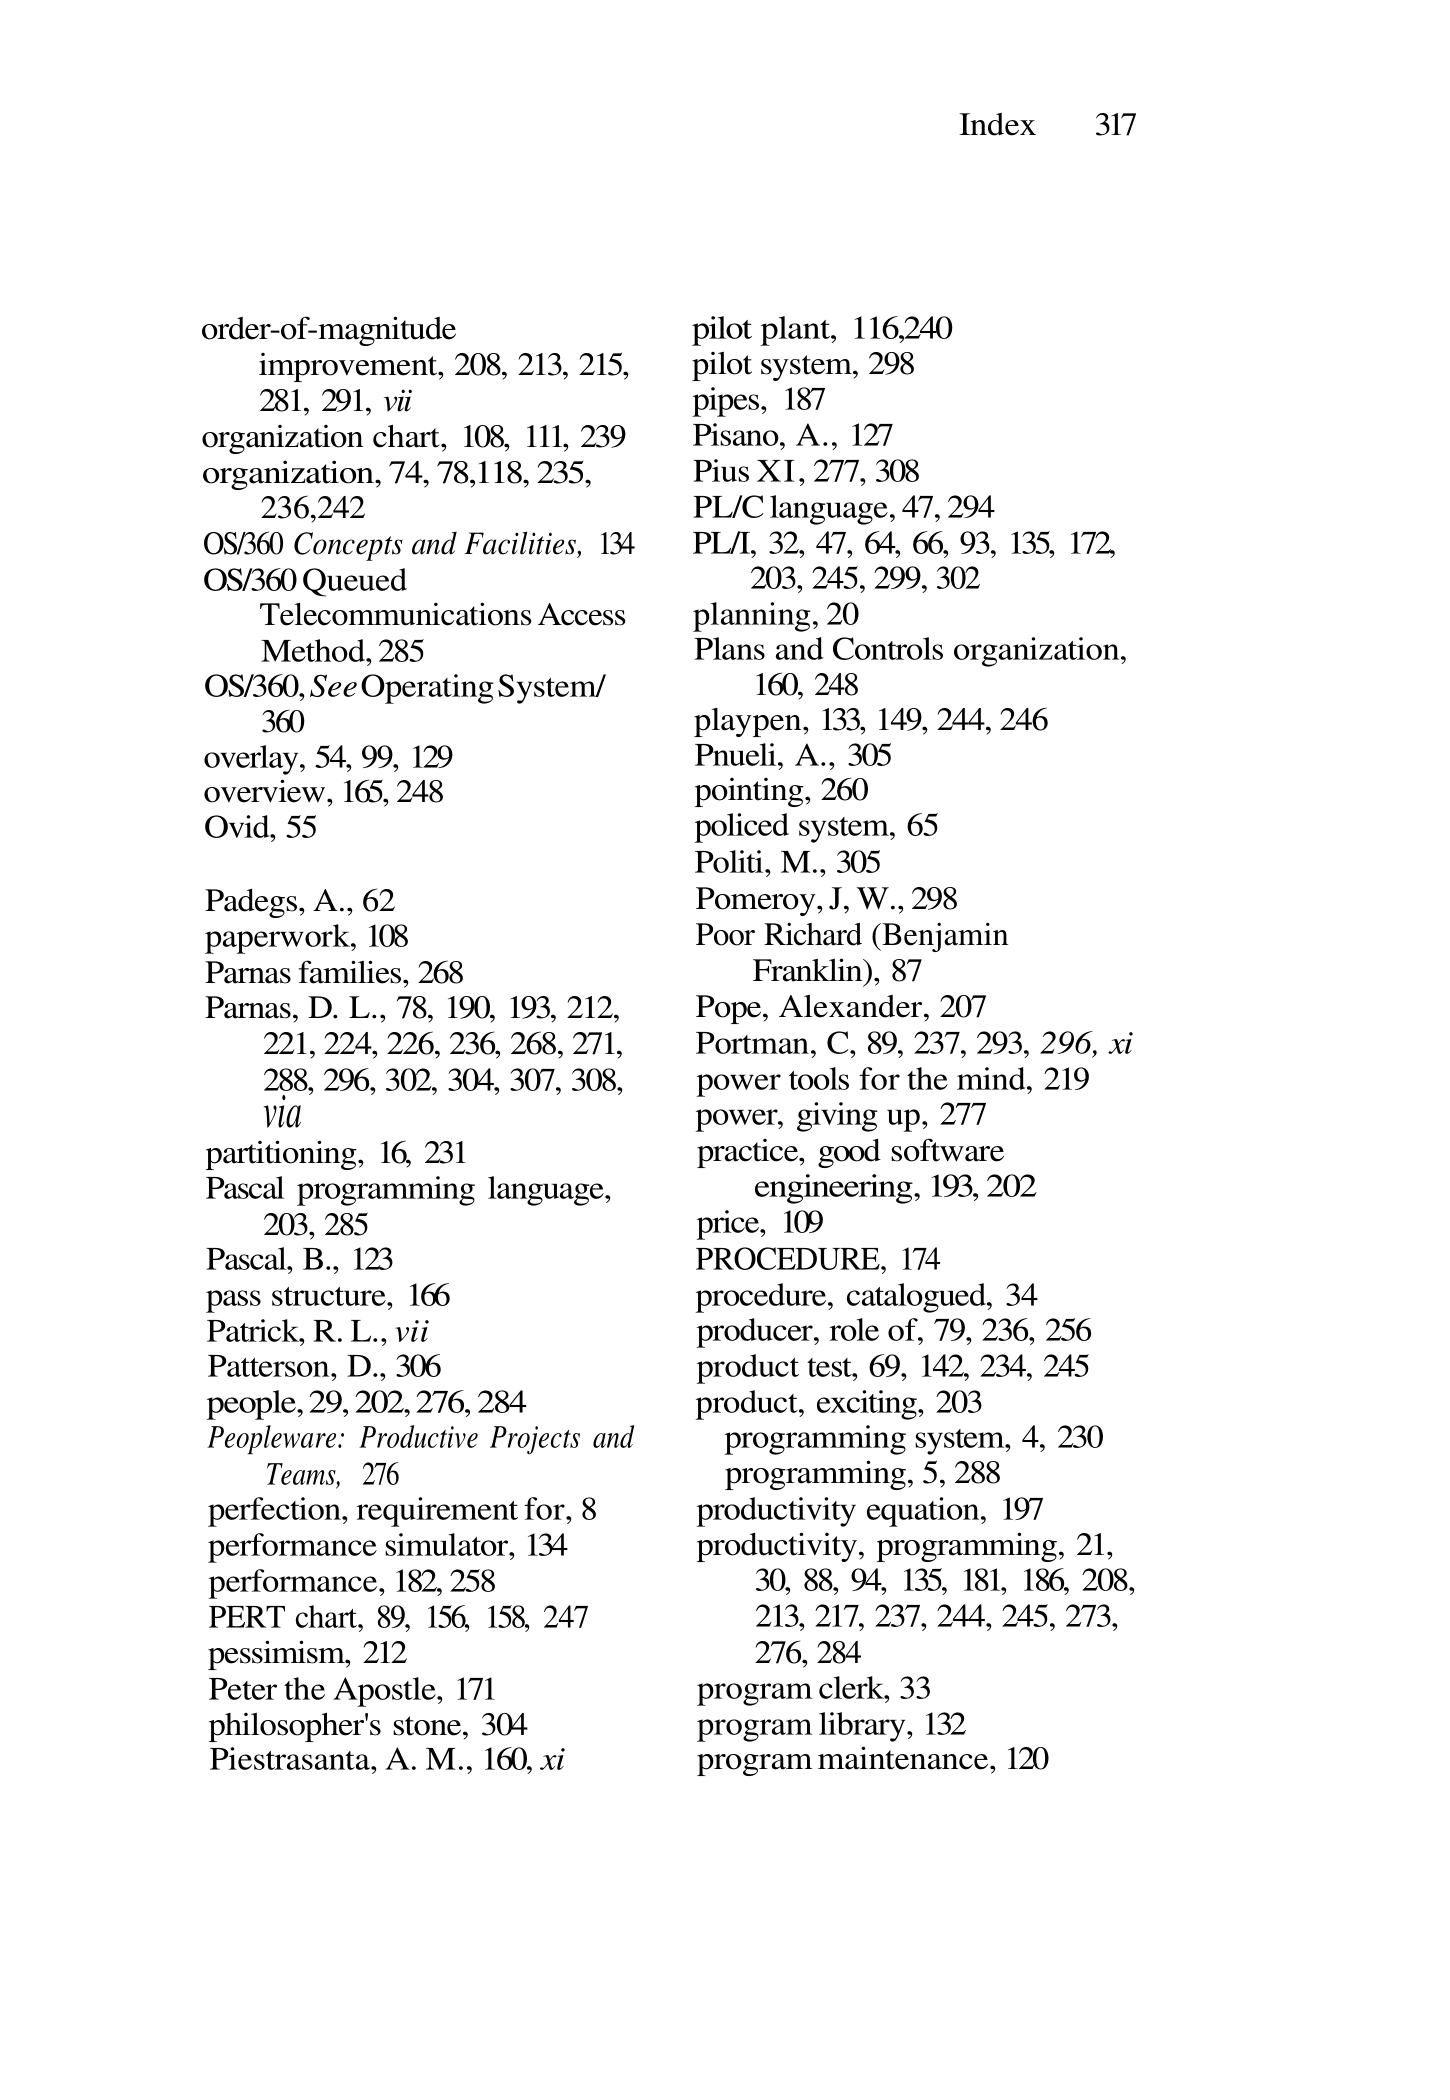 Index 317
order-of-magnitude
improvement, 208, 213, 215,
281, 291, vii
organization chart, 108, 111, 239
organization, 74, 78,118, 235,
236,242
OS/360 Concepts and Facilities, 134
OS/360 Queued
Telecommunications Access
Method, 285
OS/360, See Operating System/
360
overlay, 54, 99, 129
overview, 165, 248
Ovid, 55
Padegs, A., 62
paperwork, 108
Parnas families, 268
Parnas, D. L., 78, 190, 193, 212,
221, 224, 226, 236, 268, 271,
288, 296, 302, 304, 307, 308,
via
partitioning, 16, 231
Pascal programming language,
203, 285
Pascal, B., 123
pass structure, 166
Patrick, R. L., vii
Patterson, D., 306
people, 29, 202, 276, 284
Peopleware: Productive Projects and
Teams, 276
perfection, requirement for, 8
performance simulator, 134
performance, 182, 258
PERT chart, 89, 156, 158, 247
pessimism, 212
Peter the Apostle, 171
philosopher's stone, 304
Piestrasanta, A. M., 160, xi
pilot plant, 116,240
pilot system, 298
pipes, 187
Pisano, A., 127
Pius XI, 277, 308
PL/C language, 47, 294
PL/I, 32, 47, 64, 66, 93, 135, 172,
203, 245, 299, 302
planning, 20
Plans and Controls organization,
160, 248
playpen, 133, 149, 244, 246
Pnueli, A., 305
pointing, 260
policed system, 65
Politi, M., 305
Pomeroy, J, W., 298
Poor Richard (Benjamin
Franklin), 87
Pope, Alexander, 207
Portman, C, 89, 237, 293, 296, xi
power tools for the mind, 219
power, giving up, 277
practice, good software
engineering, 193, 202
price, 109
PROCEDURE, 174
procedure, catalogued, 34
producer, role of, 79, 236, 256
product test, 69, 142, 234, 245
product, exciting, 203
programming system, 4, 230
programming, 5, 288
productivity equation, 197
productivity, programming, 21,
30, 88, 94, 135, 181, 186, 208,
213, 217, 237, 244, 245, 273,
276, 284
program clerk, 33
program library, 132
program maintenance, 120